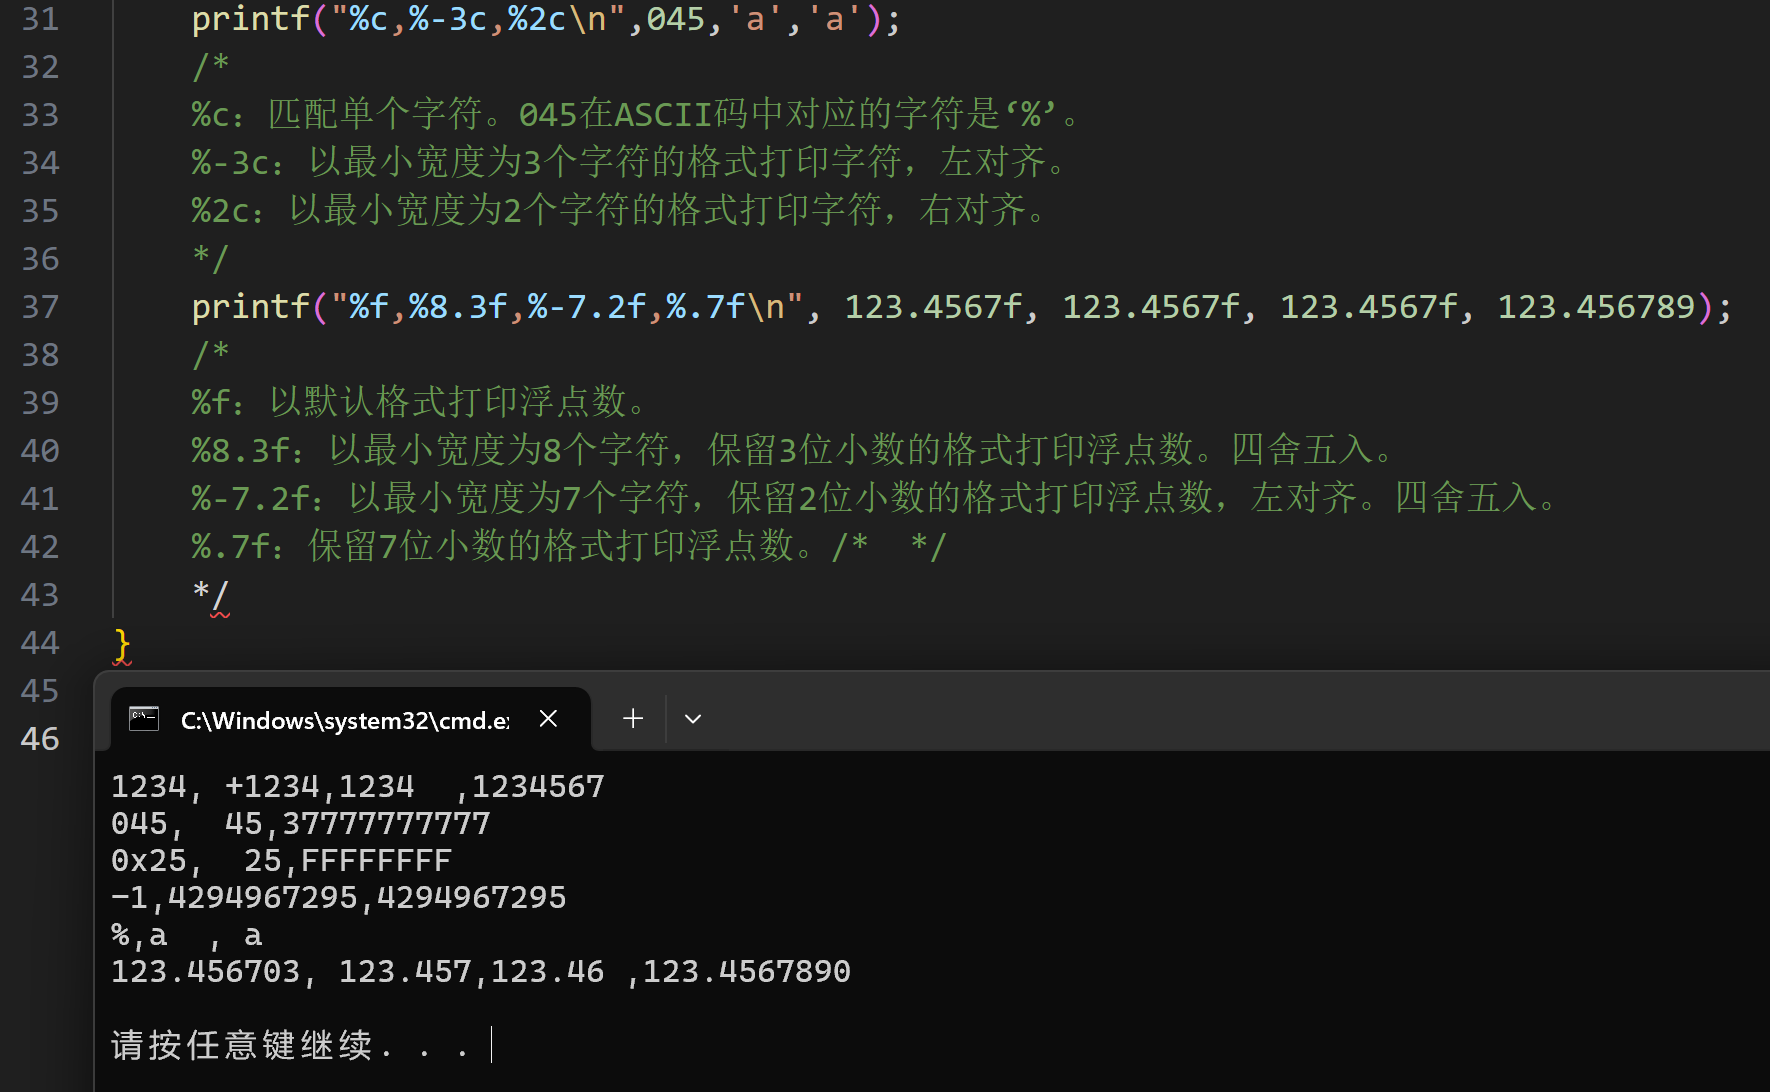 31 printf("%c,%-3c,%2c\n",045,'a','a');
32 /*
33 %c：匹配单个字符。045在ASCII码中对应的字符是‘%’。
34 %-3c：以最小宽度为3个字符的格式打印字符，左对齐。
35 %2c：以最小宽度为2个字符的格式打印字符，右对齐。
36 */
37 printf("%f,%8.3f,%-7.2f,%.7f\n", 123.4567f, 123.4567f, 123.4567f, 123.456789);
38 /*
39 %f：以默认格式打印浮点数。
40 %8.3f：以最小宽度为8个字符，保留3位小数的格式打印浮点数。四舍五入。
41 %-7.2f：以最小宽度为7个字符，保留2位小数的格式打印浮点数，左对齐。四舍五入。
42 %.7f：保留7位小数的格式打印浮点数。/*  */
43 */
44 }
45
46
C:\Windows\system32\cmd.e
1234, +1234,1234  ,1234567
045,  45,37777777777
0x25,  25,FFFFFFFF
-1,4294967295,4294967295
%,a  , a
123.456703, 123.457,123.46 ,123.4567890
请按任意键继续. . .